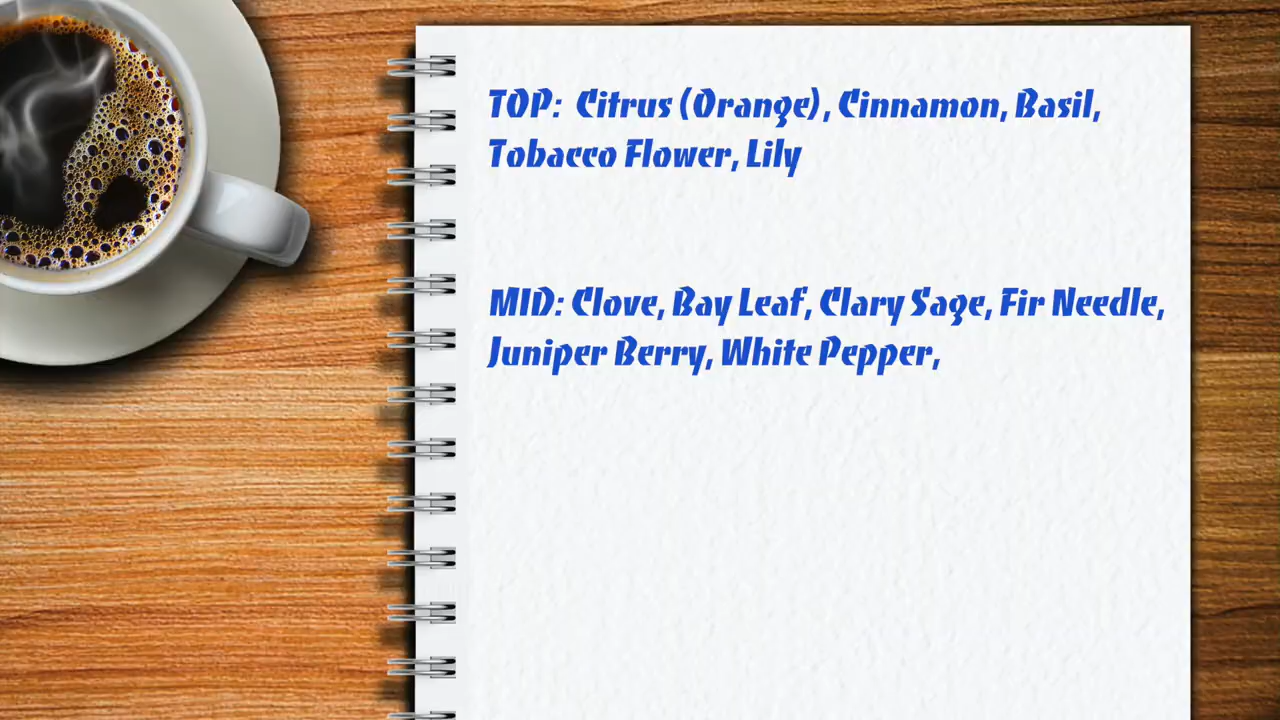 TOP:  Citrus (Orange), Cinnamon, Basil,
Tobacco Flower, Lily
MID: Clove, Bay Leaf, Clary Sage, Fir Needle,
Juniper Berry, White Pepper,